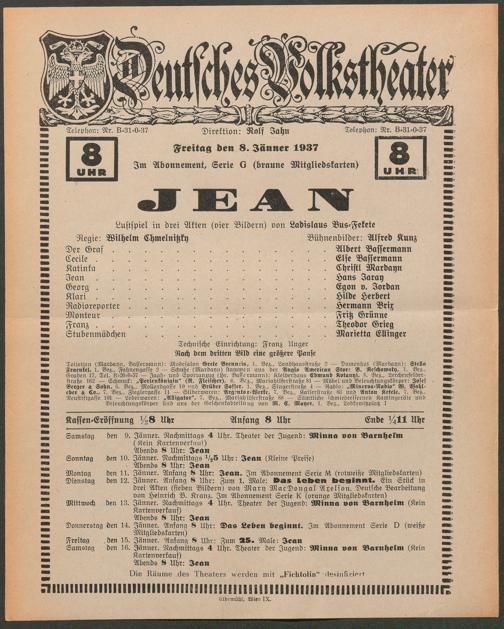 Deutsches Volkstheater
Telephon: Nr. B-31-0-37 Direktion: Rolf Jahn Telephon: Nr. B-31-0-37
8 UHR
Freitag den 8. Jänner 1937
8 UHR
Im Abonnement, Serie G (braune Mitgliedskarten)
JEAN
Lustspiel in drei Akten (vier Bildern) von Ladislaus Bus-Fekete
Regie: Wilhelm Chmelnitzky Bühnenbilder: Alfred Kunz
Der Graf . . . Albert Bassermann
Cecile . . . Else Bassermann
Katinka . . . Christl Mardayn
Jean . . . Hans Jaray
Georg . . . Egon v. Jordan
Klari . . . Hilde Herbert
Radioreporter . . . Hermann Brix
Monteur . . . Fritz Grünne
Franz . . . Theodor Grieg
Stubenmädchen . . . Marietta Ellinger
Technische Einrichtung: Franz Unger
Nach dem dritten Bild eine größere Pause
Kassen-Eröffnung ½8 Uhr Anfang 8 Uhr Ende ¼11 Uhr
Samstag den 9. Jänner. Nachmittags 4 Uhr. Theater der Jugend: Minna von Barnhelm
(Kein Kartenverkauf)
Abends 8 Uhr: Jean
Sonntag den 10. Jänner. Nachmittags ½5 Uhr: Jean (Kleine Preise)
Abends 8 Uhr: Jean
Montag den 11. Jänner. Anfang 8 Uhr: Jean. Im Abonnement Serie M (rotweise Mitgliedskarten)
Dienstag den 12. Jänner. Anfang 8 Uhr: Zum 1. Male: Das Leben beginnt. Ein Stück in
drei Akten (sieben Bildern) von Mary MacDougal Axelson. Deutsche Bearbeitung
von Heinrich B. Kranz. Im Abonnement Serie K (orange Mitgliedskarten)
Mittwoch den 13. Jänner. Nachmittags 4 Uhr. Theater der Jugend: Minna von Barnhelm (Kein
Kartenverkauf)
Abends 8 Uhr: Jean
Donnerstag den 14. Jänner. Anfang 8 Uhr: Das Leben beginnt. Im Abonnement Serie D (weiße
Mitgliedskarten)
Freitag den 15. Jänner. Anfang 8 Uhr: Zum 25. Male: Jean
Samstag den 16. Jänner. Nachmittags 4 Uhr. Theater der Jugend: Minna von Barnhelm (Kein
Kartenverkauf)
Abends 8 Uhr: Jean
Die Räume des Theaters werden mit „Fichtolin“ desinfiziert
Elbemühl, Wien IX.